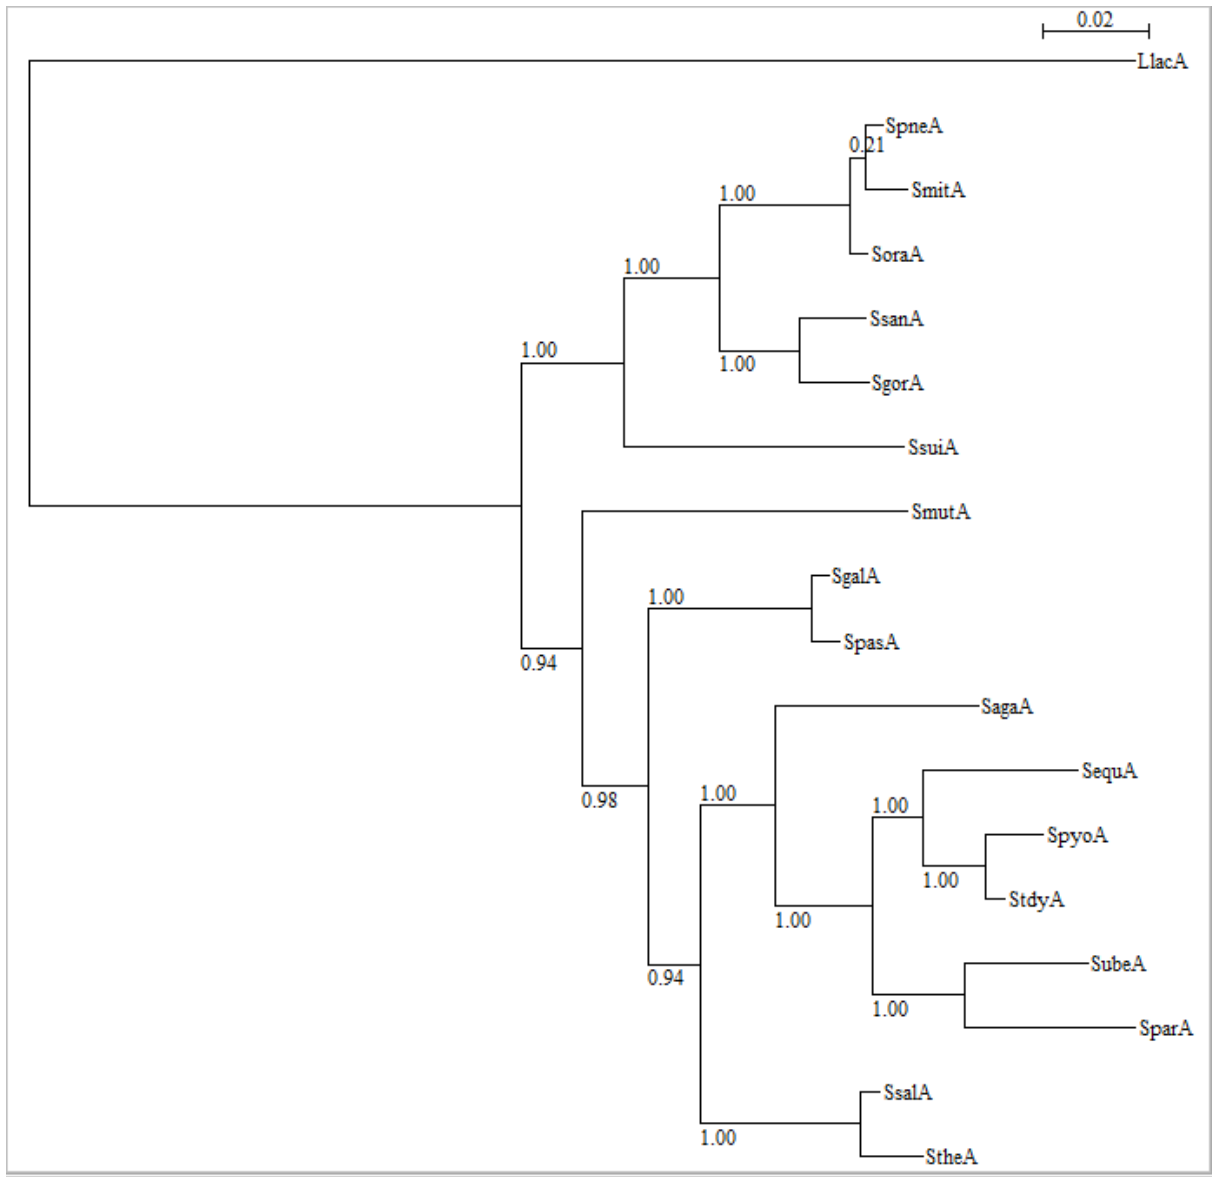 0.02
LlacA
SpneA
0.21
SmitA
1.00
SoraA
1.00
SsanA
1.00
1.00
SgorA
SsuiA
SmutA
SgalA
1.00
SpasA
0.94
SagaA
SequA
1.00
0.98
1.00
SpyoA
1.00
StdyA
1.00
SubeA
0.94
1.00
SparA
SsalA
1.00
StheA